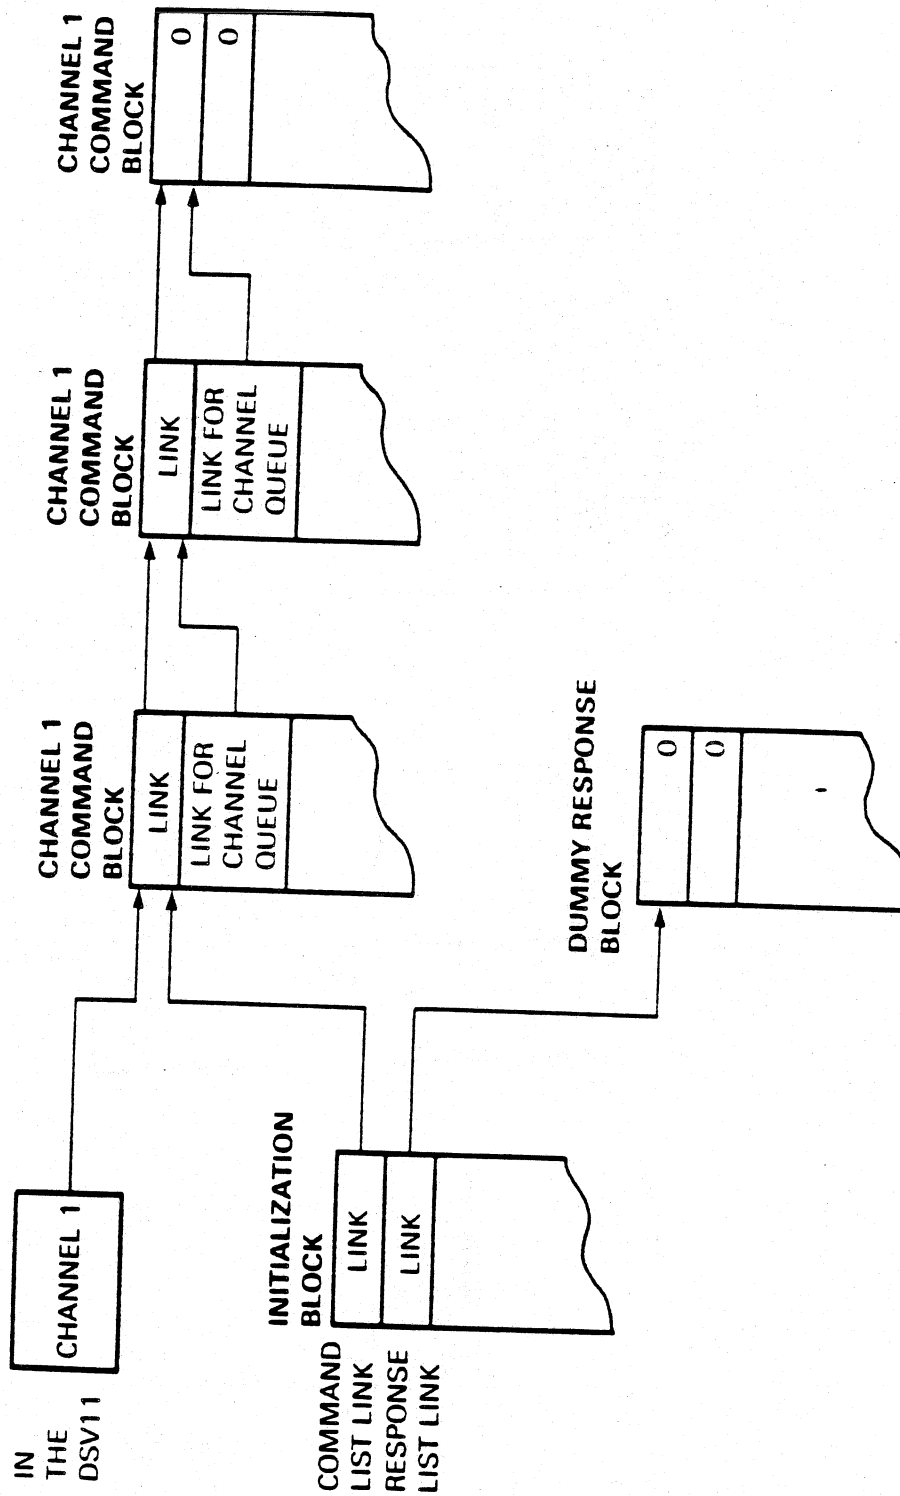 IN
THE
DSV11
CHANNEL 1
CHANNEL 1
COMMAND
BLOCK
LINK
LINK FOR
CHANNEL
QUEUE
CHANNEL 1
COMMAND
BLOCK
LINK
LINK FOR
CHANNEL
QUEUE
CHANNEL 1
COMMAND
BLOCK
0
0
INITIALIZATION
BLOCK
COMMAND
LIST LINK
LINK
RESPONSE
LIST LINK
LINK
DUMMY RESPONSE
BLOCK
0
0